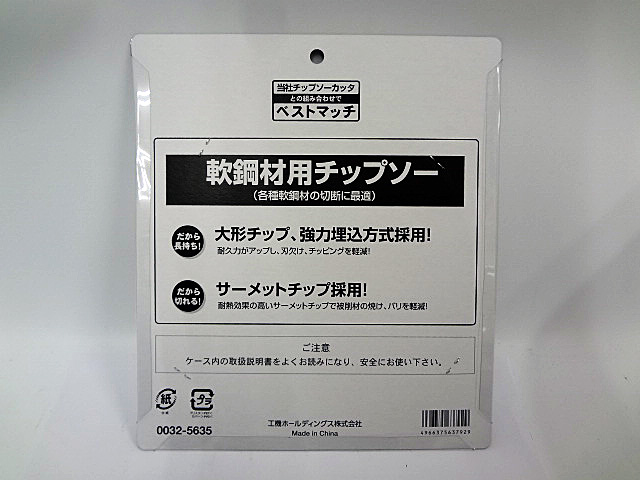 当社チップソーカッタ
との組み合わせで
ベストマッチ
軟鋼材用チップソー
(各種軟鋼材の切断に最適)
だから
長持ち!
大形チップ、強力埋込方式採用!
耐久力がアップし、刃欠け、チッピングを軽減!
だから
切れる!
サーメットチップ採用!
耐熱効果の高いサーメットチップで被削材の焼け、バリを軽減!
ご注意
ケース内の取扱説明書をよくお読みになり、安全にお使い下さい。
紙
プラ
0032-5635
工機ホールディングス株式会社
Made in China
4966375637929